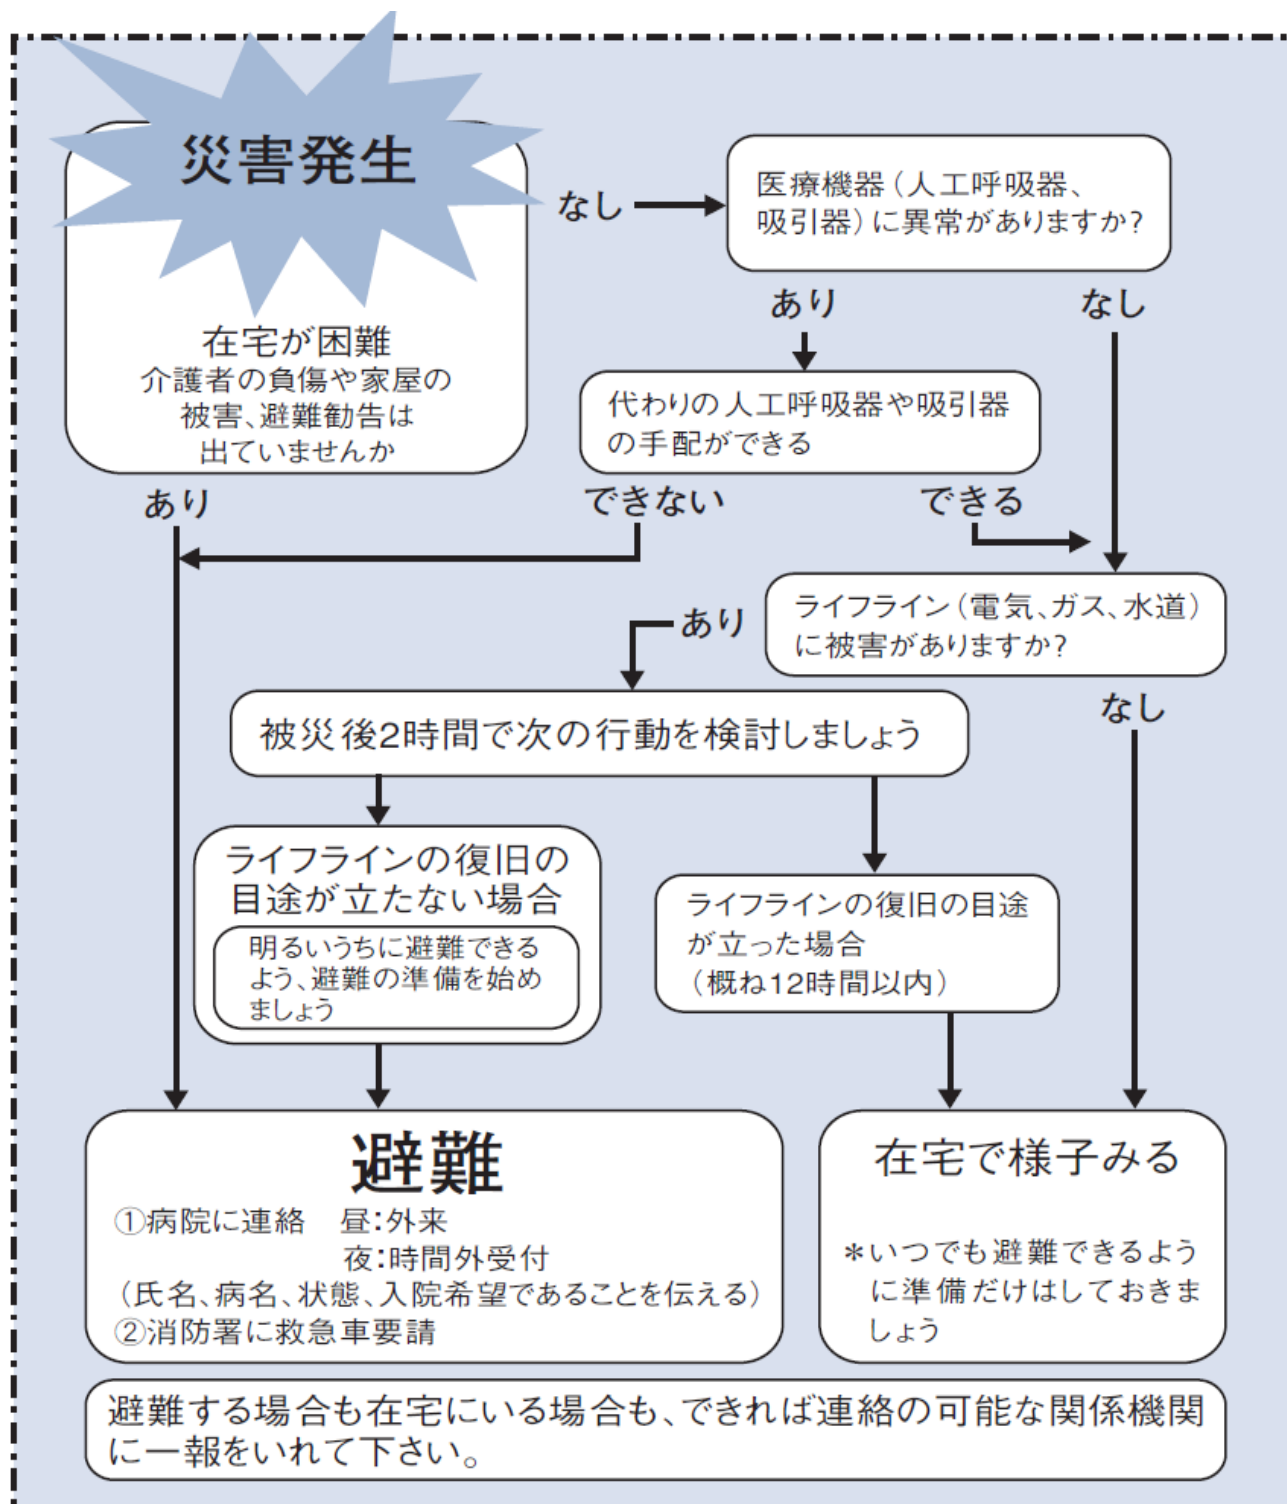 災害発生
在宅が困難
介護者の負傷や家屋の
被害、避難勧告は
出ていませんか
なし
医療機器（人工呼吸器、
吸引器）に異常がありますか？
あり
なし
代わりの人工呼吸器や吸引器
の手配ができる
あり
できない
できる
ライフライン（電気、ガス、水道）
に被害がありますか？
あり
なし
被災後2時間で次の行動を検討しましょう
ライフラインの復旧の
目途が立たない場合
明るいうちに避難できる
よう、避難の準備を始め
ましょう
ライフラインの復旧の目途
が立った場合
（概ね12時間以内）
避難
①病院に連絡　昼：外来
夜：時間外受付
（氏名、病名、状態、入院希望であることを伝える）
②消防署に救急車要請
在宅で様子みる
＊いつでも避難できるよう
に準備だけはしておきま
しょう
避難する場合も在宅にいる場合も、できれば連絡の可能な関係機関
に一報をいれて下さい。